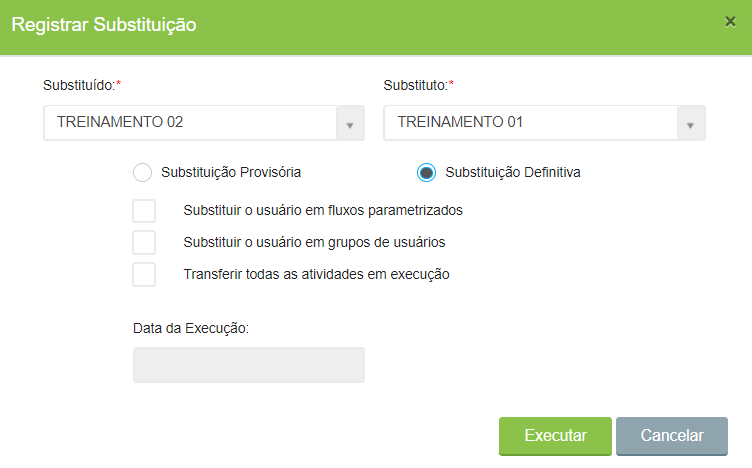 Registrar Substituição ×
Substituído:* Substituto:*
TREINAMENTO 02 TREINAMENTO 01
Substituição Provisória Substituição Definitiva
Substituir o usuário em fluxos parametrizados
Substituir o usuário em grupos de usuários
Transferir todas as atividades em execução
Data da Execução:
Executar Cancelar